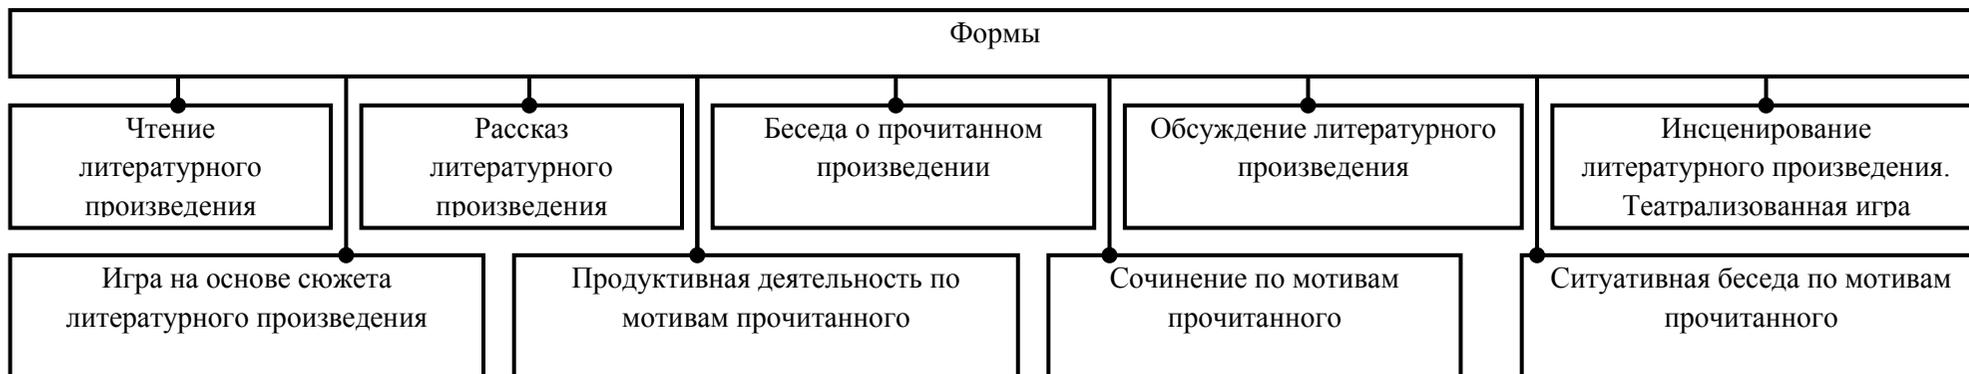 Формы
Чтение
литературного
произведения
Рассказ
литературного
произведения
Беседа о прочитанном
произведении
Обсуждение литературного
произведения
Инсценирование
литературного произведения.
Театрализованная игра
Игра на основе сюжета
литературного произведения
Продуктивная деятельность по
мотивам прочитанного
Сочинение по мотивам
прочитанного
Ситуативная беседа по мотивам
прочитанного